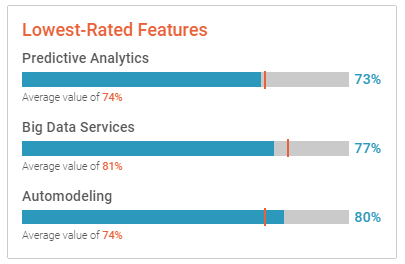 Lowest-Rated Features
Predictive Analytics
73%
Average value of 74%
Big Data Services
77%
Average value of 81%
Automodeling
80%
Average value of 74%